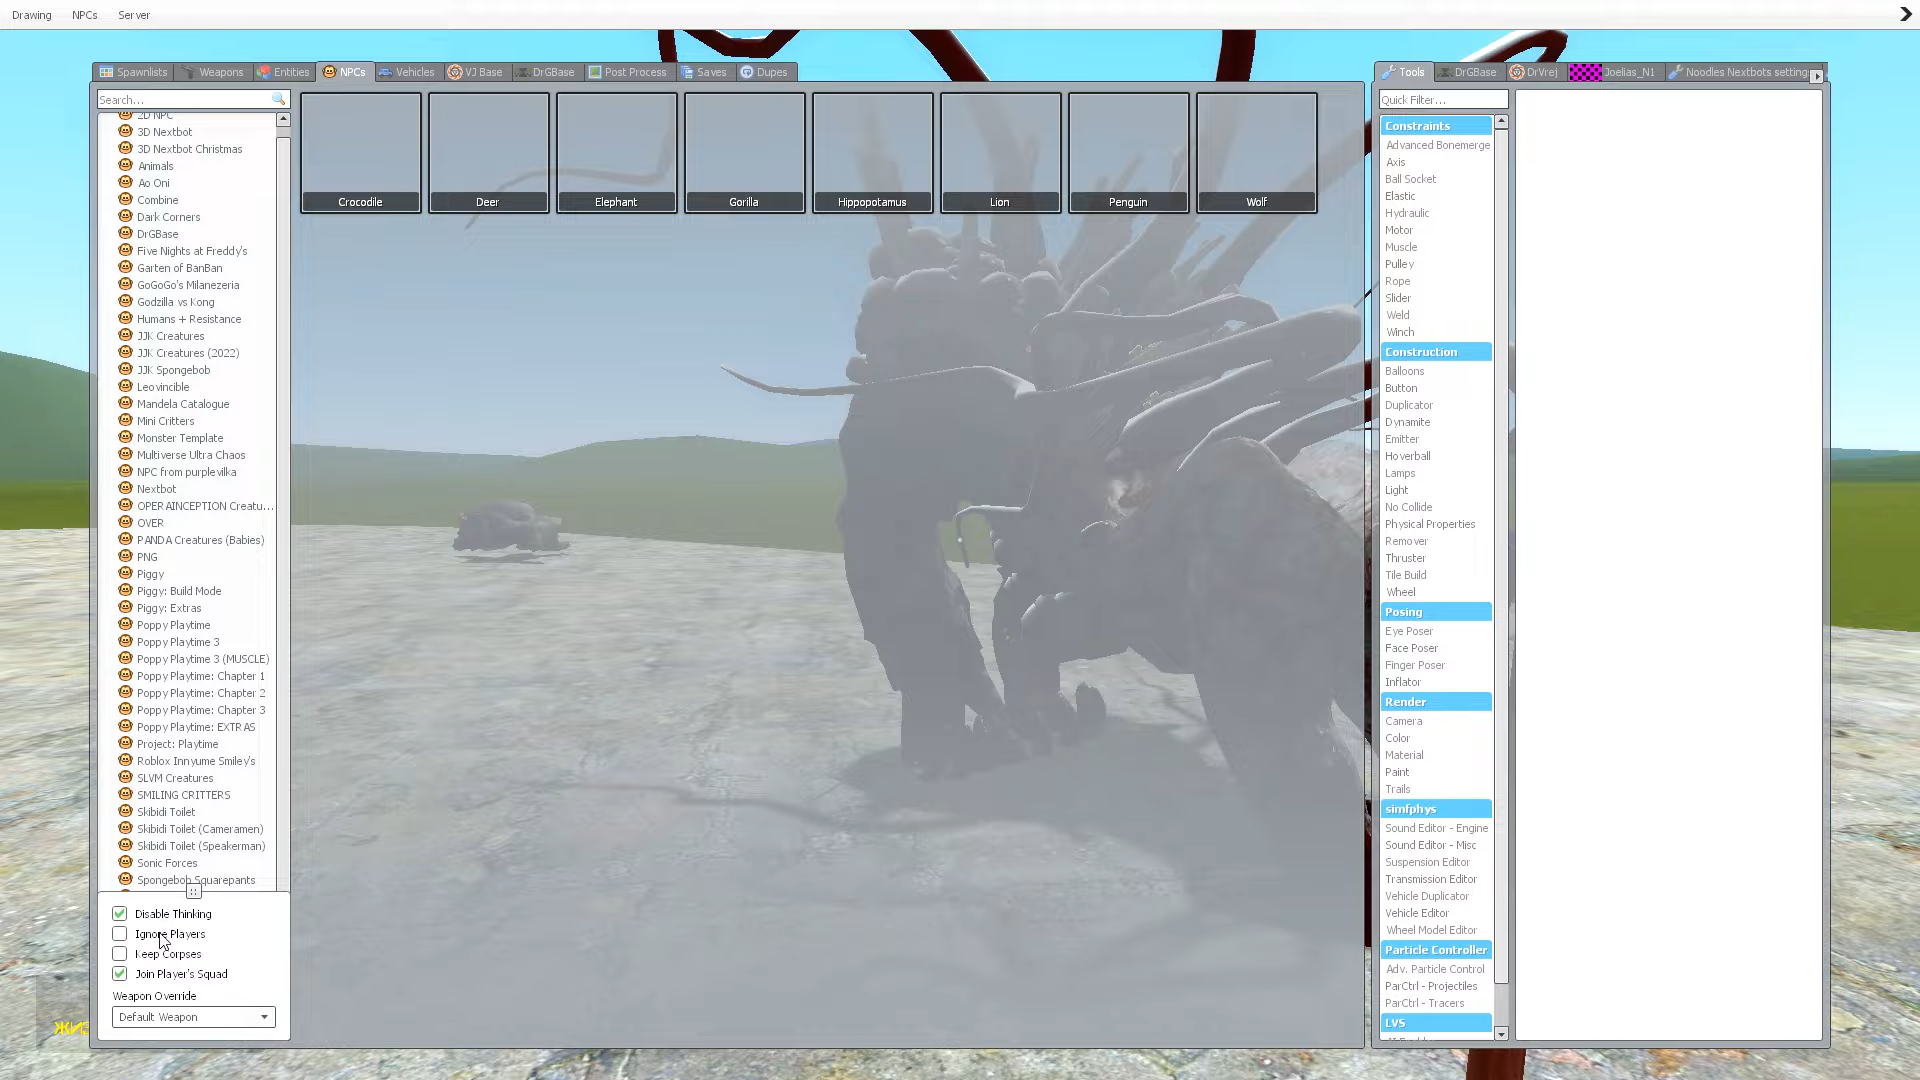 Drawing NPCs Server
Spawnlists Weapons Entities NPCs Vehicles VJ Base DrGBase Post Process Saves Dupes
Search...
2D NPC
3D Nextbot
3D Nextbot Christmas
Animals
Ao Oni
Combine
Dark Corners
DrGBase
Five Nights at Freddy's
Garten of BanBan
GoGoGo's Milanezeria
Godzilla vs Kong
Humans + Resistance
JJK Creatures
JJK Creatures (2022)
JJK Spongebob
Leovincible
Mandela Catalogue
Mini Critters
Monster Template
Multiverse Ultra Chaos
NPC from purplevilka
Nextbot
OPERAINCEPTION Creatu...
OVER
PANDA Creatures (Babies)
PNG
Piggy
Piggy: Build Mode
Piggy: Extras
Poppy Playtime
Poppy Playtime 3
Poppy Playtime 3 (MUSCLE)
Poppy Playtime: Chapter 1
Poppy Playtime: Chapter 2
Poppy Playtime: Chapter 3
Poppy Playtime: EXTRAS
Project: Playtime
Roblox Innyume Smiley's
SLVM Creatures
SMILING CRITTERS
Skibidi Toilet
Skibidi Toilet (Cameramen)
Skibidi Toilet (Speakerman)
Sonic Forces
Spongebob Squarepants
Disable Thinking
Ignore Players
Keep Corpses
Join Player's Squad
Weapon Override
Default Weapon
Crocodile Deer Elephant Gorilla Hippopotamus Lion Penguin Wolf
Tools DrGBase DrVrej Joelias_N1 Noodles Nextbots setting
Quick Filter...
Constraints
Advanced Bonemerge
Axis
Ball Socket
Elastic
Hydraulic
Motor
Muscle
Pulley
Rope
Slider
Weld
Winch
Construction
Balloons
Button
Duplicator
Dynamite
Emitter
Hoverball
Lamps
Light
No Collide
Physical Properties
Remover
Thruster
Tile Build
Wheel
Posing
Eye Poser
Face Poser
Finger Poser
Inflator
Render
Camera
Color
Material
Paint
Trails
simfphys
Sound Editor - Engine
Sound Editor - Misc
Suspension Editor
Transmission Editor
Vehicle Duplicator
Vehicle Editor
Wheel Model Editor
Particle Controller
Adv. Particle Control
ParCtrl - Projectiles
ParCtrl - Tracers
LVS